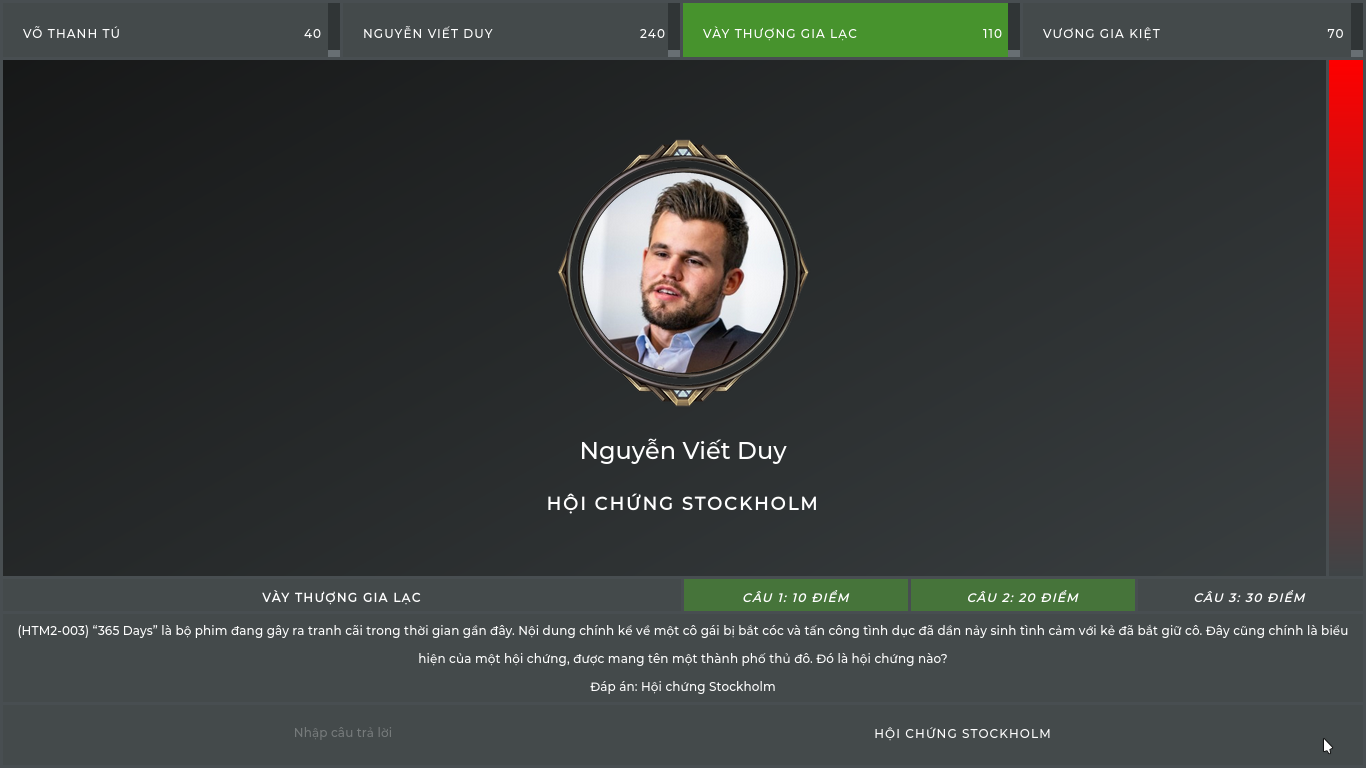 VÕ THANH TÚ 40 NGUYỄN VIẾT DUY 240 VÀY THƯỢNG GIA LẠC 110 VƯƠNG GIA KIỆT 70
Nguyễn Viết Duy
HỘI CHỨNG STOCKHOLM
VÀY THƯỢNG GIA LẠC CÂU 1: 10 ĐIỂM CÂU 2: 20 ĐIỂM CÂU 3: 30 ĐIỂM
(HTM2-003) “365 Days” là bộ phim đang gây ra tranh cãi trong thời gian gần đây. Nội dung chính kể về một cô gái bị bắt cóc và tấn công tình dục đã dần nảy sinh tình cảm với kẻ đã bắt giữ cô. Đây cũng chính là biểu
hiện của một hội chứng, được mang tên một thành phố thủ đô. Đó là hội chứng nào?
Đáp án: Hội chứng Stockholm
Nhập câu trả lời HỘI CHỨNG STOCKHOLM